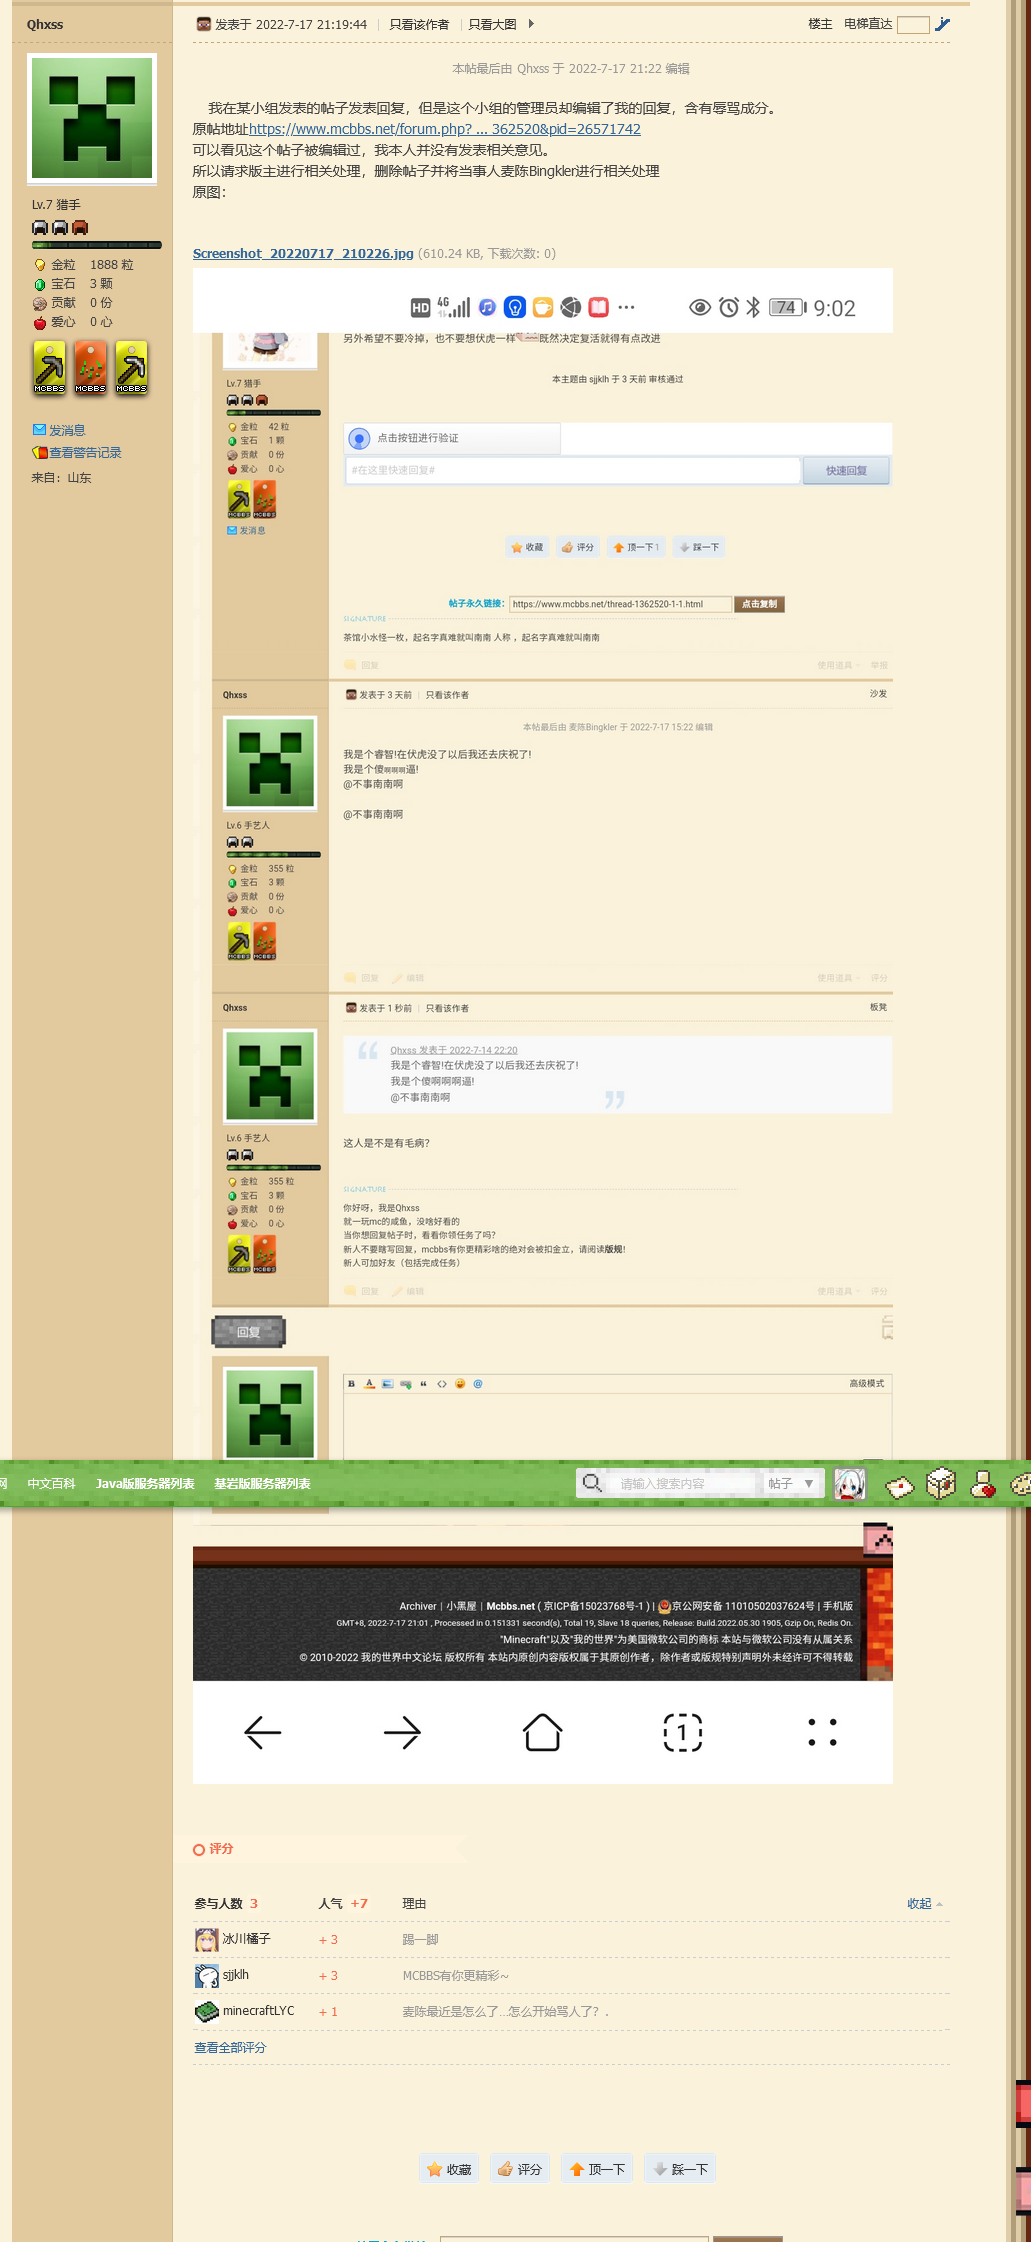 Qhxss
发表于 2022-7-17 21:19:44 | 只看该作者 | 只看大图
楼主 电梯直达
本帖最后由 Qhxss 于 2022-7-17 21:22 编辑
我在某小组发表的帖子发表回复，但是这个小组的管理员却编辑了我的回复，含有辱骂成分。
原帖地址https://www.mcbbs.net/forum.php? ... 362520&pid=26571742
可以看见这个帖子被编辑过，我本人并没有发表相关意见。
所以请求版主进行相关处理，删除帖子并将当事人麦陈Bingkler进行相关处理
原图：
Lv.7 猎手
金粒 1888 粒
宝石 3 颗
贡献 0 份
爱心 0 心
MCBBS MCBBS MCBBS
发消息
查看警告记录
来自：山东
Screenshot_20220717_210226.jpg (610.24 KB, 下载次数: 0)
HD 4G 74 9:02
另外希望不要冷掉，也不要想伏虎一样 既然决定复活就得有点改进
本主题由 sjjklh 于 3 天前 审核通过
Lv.7 猎手
金粒 42 粒
宝石 1 颗
贡献 0 份
爱心 0 心
MCBBS MCBBS
发消息
点击按钮进行验证
#在这里快速回复#
快速回复
收藏 评分 顶一下 1 踩一下
帖子永久链接： https://www.mcbbs.net/thread-1362520-1-1.html 点击复制
SIGNATURE
茶馆小水怪一枚，起名字真难就叫南南 人称 ，起名字真难就叫南南
回复 使用道具 举报
Qhxss
发表于 3 天前 | 只看该作者
沙发
本帖最后由 麦陈Bingkler 于 2022-7-17 15:22 编辑
我是个睿智!在伏虎没了以后我还去庆祝了!
我是个傻啊啊啊逼!
@不事南南啊
@不事南南啊
Lv.6 手艺人
金粒 355 粒
宝石 3 颗
贡献 0 份
爱心 0 心
MCBBS MCBBS
回复 编辑 使用道具 评分
Qhxss
发表于 1 秒前 | 只看该作者
板凳
Qhxss 发表于 2022-7-14 22:20
我是个睿智!在伏虎没了以后我还去庆祝了!
我是个傻啊啊啊逼!
@不事南南啊
这人是不是有毛病?
Lv.6 手艺人
金粒 355 粒
宝石 3 颗
贡献 0 份
爱心 0 心
MCBBS MCBBS
SIGNATURE
你好呀，我是Qhxss
就一玩mc的咸鱼，没啥好看的
当你想回复帖子时，看看你领任务了吗?
新人不要瞎写回复，mcbbs有你更精彩啥的绝对会被扣金立，请阅读版规!
新人可加好友（包括完成任务）
回复 编辑 使用道具 评分
回复
B A @ 高级模式
网 中文百科 Java版服务器列表 基岩版服务器列表
请输入搜索内容 帖子
Archiver | 小黑屋 | Mcbbs.net ( 京ICP备15023768号-1 ) | 京公网安备 11010502037624号 | 手机版
GMT+8, 2022-7-17 21:01 , Processed in 0.151331 second(s), Total 19, Slave 18 queries, Release: Build.2022.05.30 1905, Gzip On, Redis On.
"Minecraft"以及"我的世界"为美国微软公司的商标 本站与微软公司没有从属关系
© 2010-2022 我的世界中文论坛 版权所有 本站内原创内容版权属于其原创作者，除作者或版规特别声明外未经许可不得转载
1
评分
参与人数 3 人气 +7 理由 收起
冰川橘子 + 3 踢一脚
sjjklh + 3 MCBBS有你更精彩~
minecraftLYC + 1 麦陈最近是怎么了...怎么开始骂人了？.
查看全部评分
收藏 评分 顶一下 踩一下